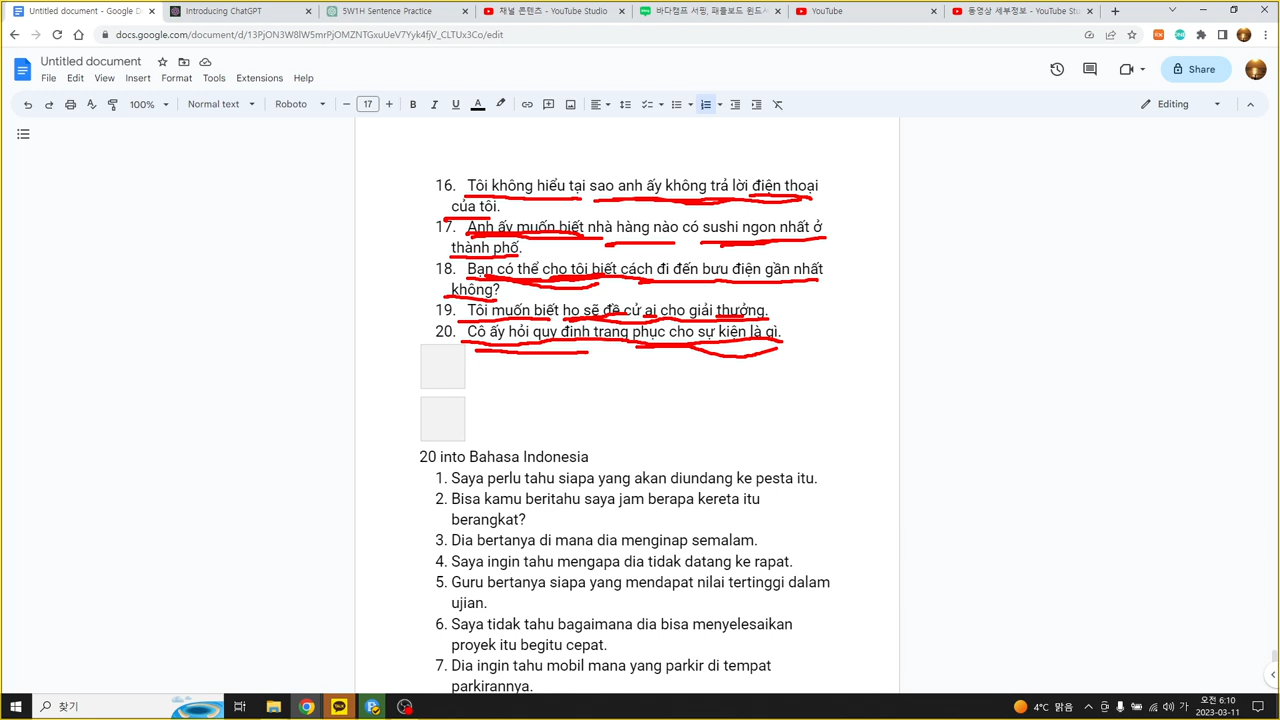 Untitled document - Google D
Introducing ChatGPT
5W1H Sentence Practice
채널 콘텐츠 - YouTube Studio
바다캠프 서핑, 패들보드 윈드서
YouTube
동영상 세부정보 - YouTube Stu
docs.google.com/document/d/13PjON3W8lW5mrPjOMZNTGxuUeV7Yyk4fjV_CLTUx3Co/edit
Untitled document
File Edit View Insert Format Tools Extensions Help
Share
100% Normal text Roboto 17 B I U A Editing
16. Tôi không hiểu tại sao anh ấy không trả lời điện thoại
của tôi.
17. Anh ấy muốn biết nhà hàng nào có sushi ngon nhất ở
thành phố.
18. Bạn có thể cho tôi biết cách đi đến bưu điện gần nhất
không?
19. Tôi muốn biết họ sẽ đề cử ai cho giải thưởng.
20. Cô ấy hỏi quy định trang phục cho sự kiện là gì.
20 into Bahasa Indonesia
1. Saya perlu tahu siapa yang akan diundang ke pesta itu.
2. Bisa kamu beritahu saya jam berapa kereta itu
berangkat?
3. Dia bertanya di mana dia menginap semalam.
4. Saya ingin tahu mengapa dia tidak datang ke rapat.
5. Guru bertanya siapa yang mendapat nilai tertinggi dalam
ujian.
6. Saya tidak tahu bagaimana dia bisa menyelesaikan
proyek itu begitu cepat.
7. Dia ingin tahu mobil mana yang parkir di tempat
parkirannya.
찾기
4°C 맑음
가
오전 6:10
2023-03-11